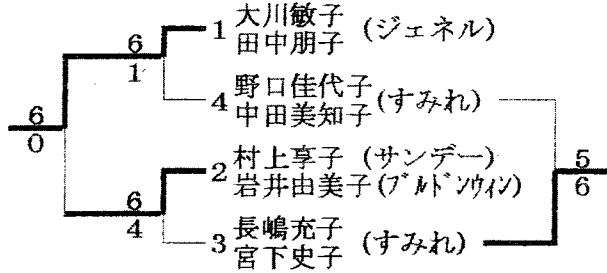 1 大川敏子 (ジェネル)
田中朋子
6
1
4 野口佳代子 (すみれ)
中田美知子
6
0
2 村上享子 (サンデー)
岩井由美子 (ブルドンウィン)
5
6
6
4
3 長嶋充子 (すみれ)
宮下史子